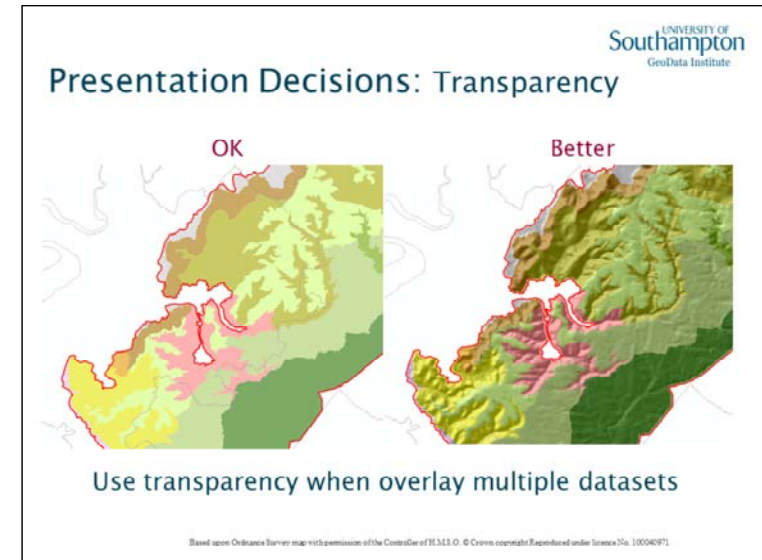 UNIVERSITY OF
Southampton
GeoData Institute
Presentation Decisions: Transparency
OK
Better
Use transparency when overlay multiple datasets
Based upon Ordnance Survey map with permission of the Controller of H.M.S.O. © Crown copyright Reproduced under licence No. 100040971